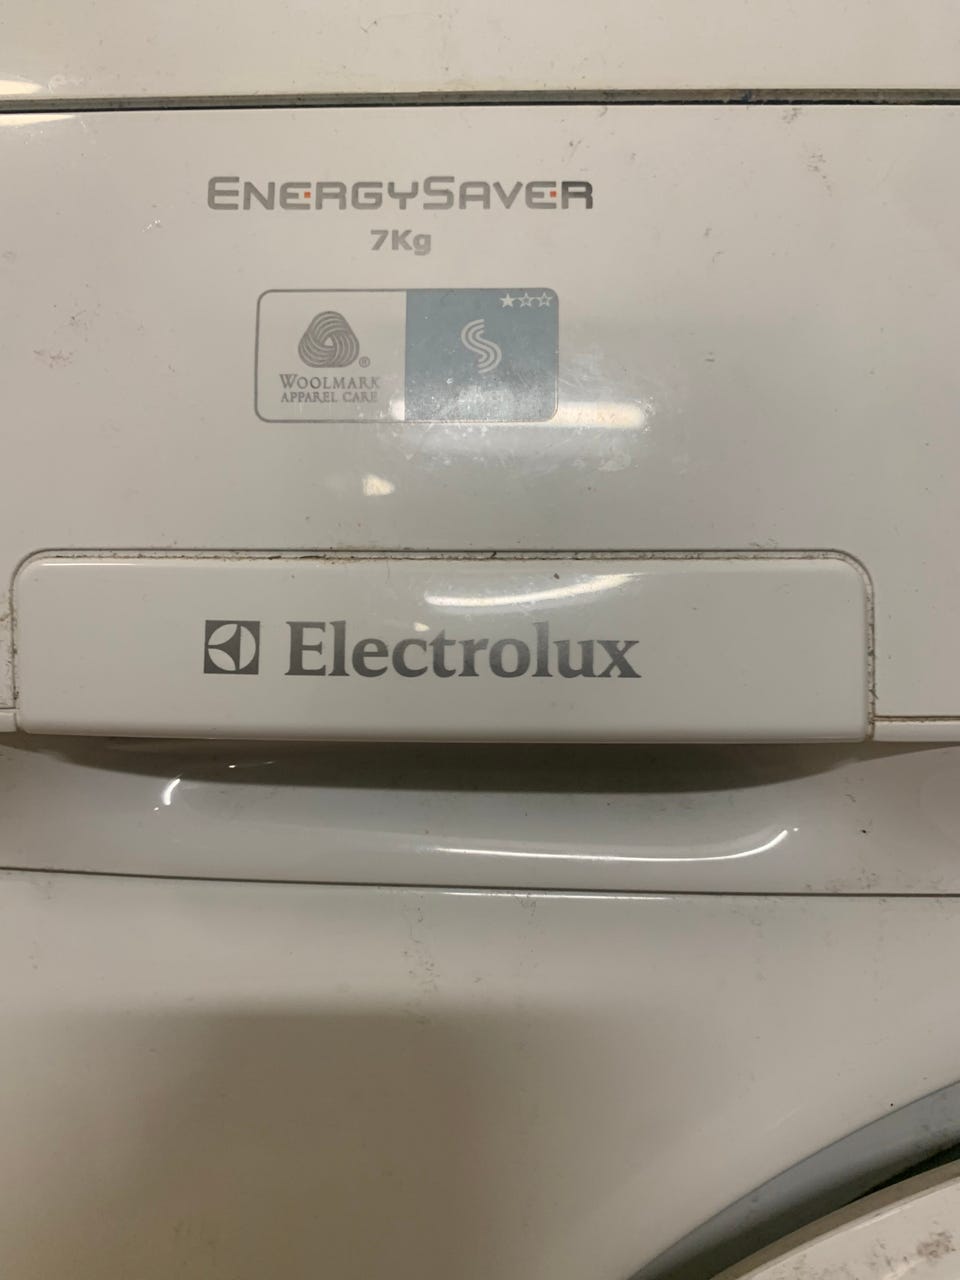 ENERGYSAVER
7Kg
WOOLMARK
APPAREL CARE
®
Electrolux